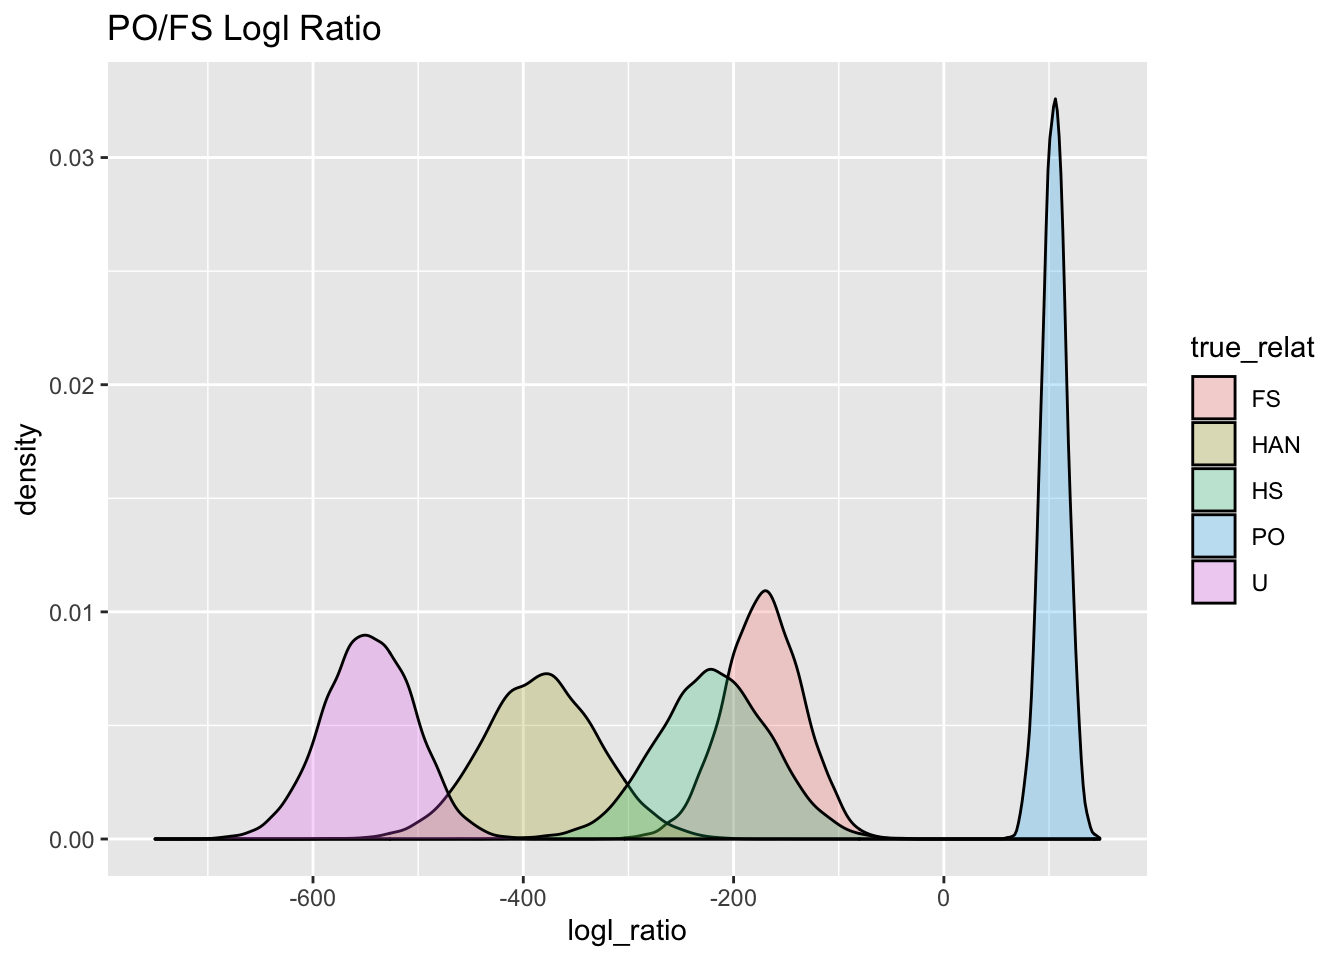 PO/FS Logl Ratio
0.03
0.02
0.01
0.00
density
-600
-400
-200
0
logl_ratio
true_relat
FS
HAN
HS
PO
U